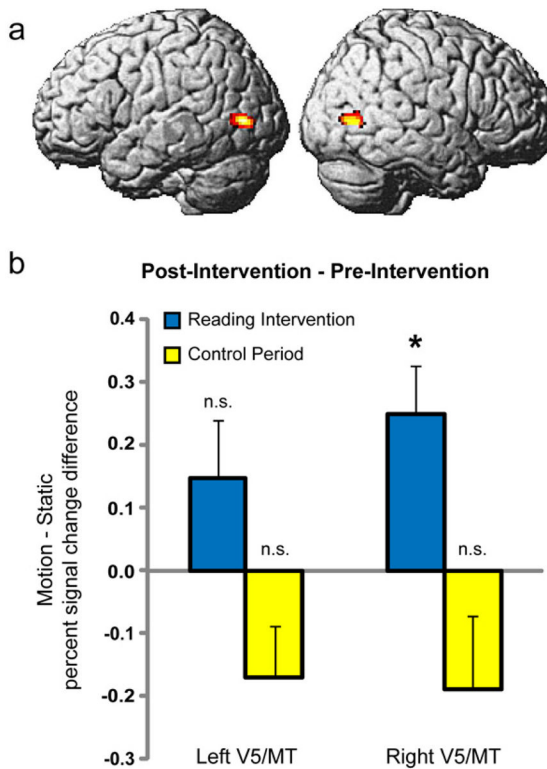 a
b
Post-Intervention - Pre-Intervention
Motion - Static
percent signal change difference
0.4
0.3
0.2
0.1
0.0
-0.1
-0.2
-0.3
Reading Intervention
Control Period
n.s.
*
n.s.
n.s.
Left V5/MT
Right V5/MT